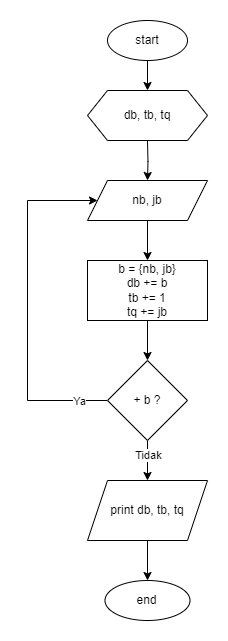 start
db, tb, tq
nb, jb
b = {nb, jb}
db += b
tb += 1
tq += jb
+ b ?
Ya
Tidak
print db, tb, tq
end